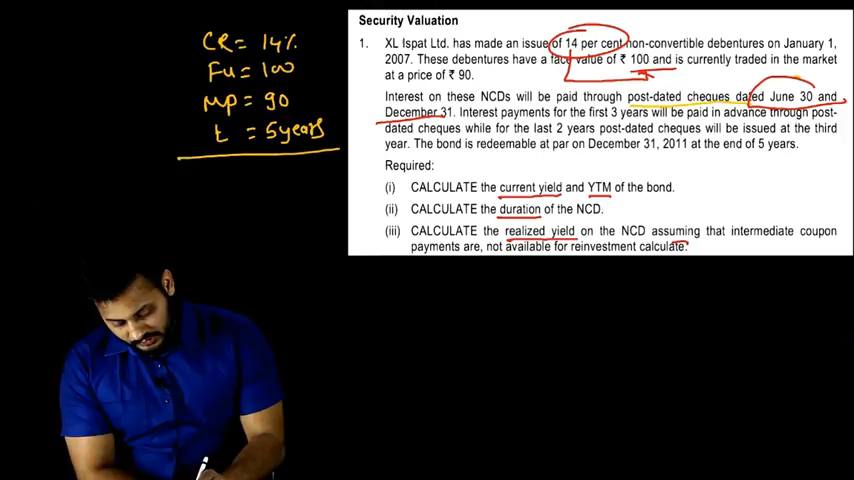 CR = 14%
FV = 100
MP = 90
t = 5years
Security Valuation
1. XL Ispat Ltd. has made an issue of 14 per cent non-convertible debentures on January 1,
2007. These debentures have a face value of ₹ 100 and is currently traded in the market
at a price of ₹ 90.
Interest on these NCDs will be paid through post-dated cheques dated June 30 and
December 31. Interest payments for the first 3 years will be paid in advance through post-
dated cheques while for the last 2 years post-dated cheques will be issued at the third
year. The bond is redeemable at par on December 31, 2011 at the end of 5 years.
Required:
(i) CALCULATE the current yield and YTM of the bond.
(ii) CALCULATE the duration of the NCD.
(iii) CALCULATE the realized yield on the NCD assuming that intermediate coupon
payments are, not available for reinvestment calculate.